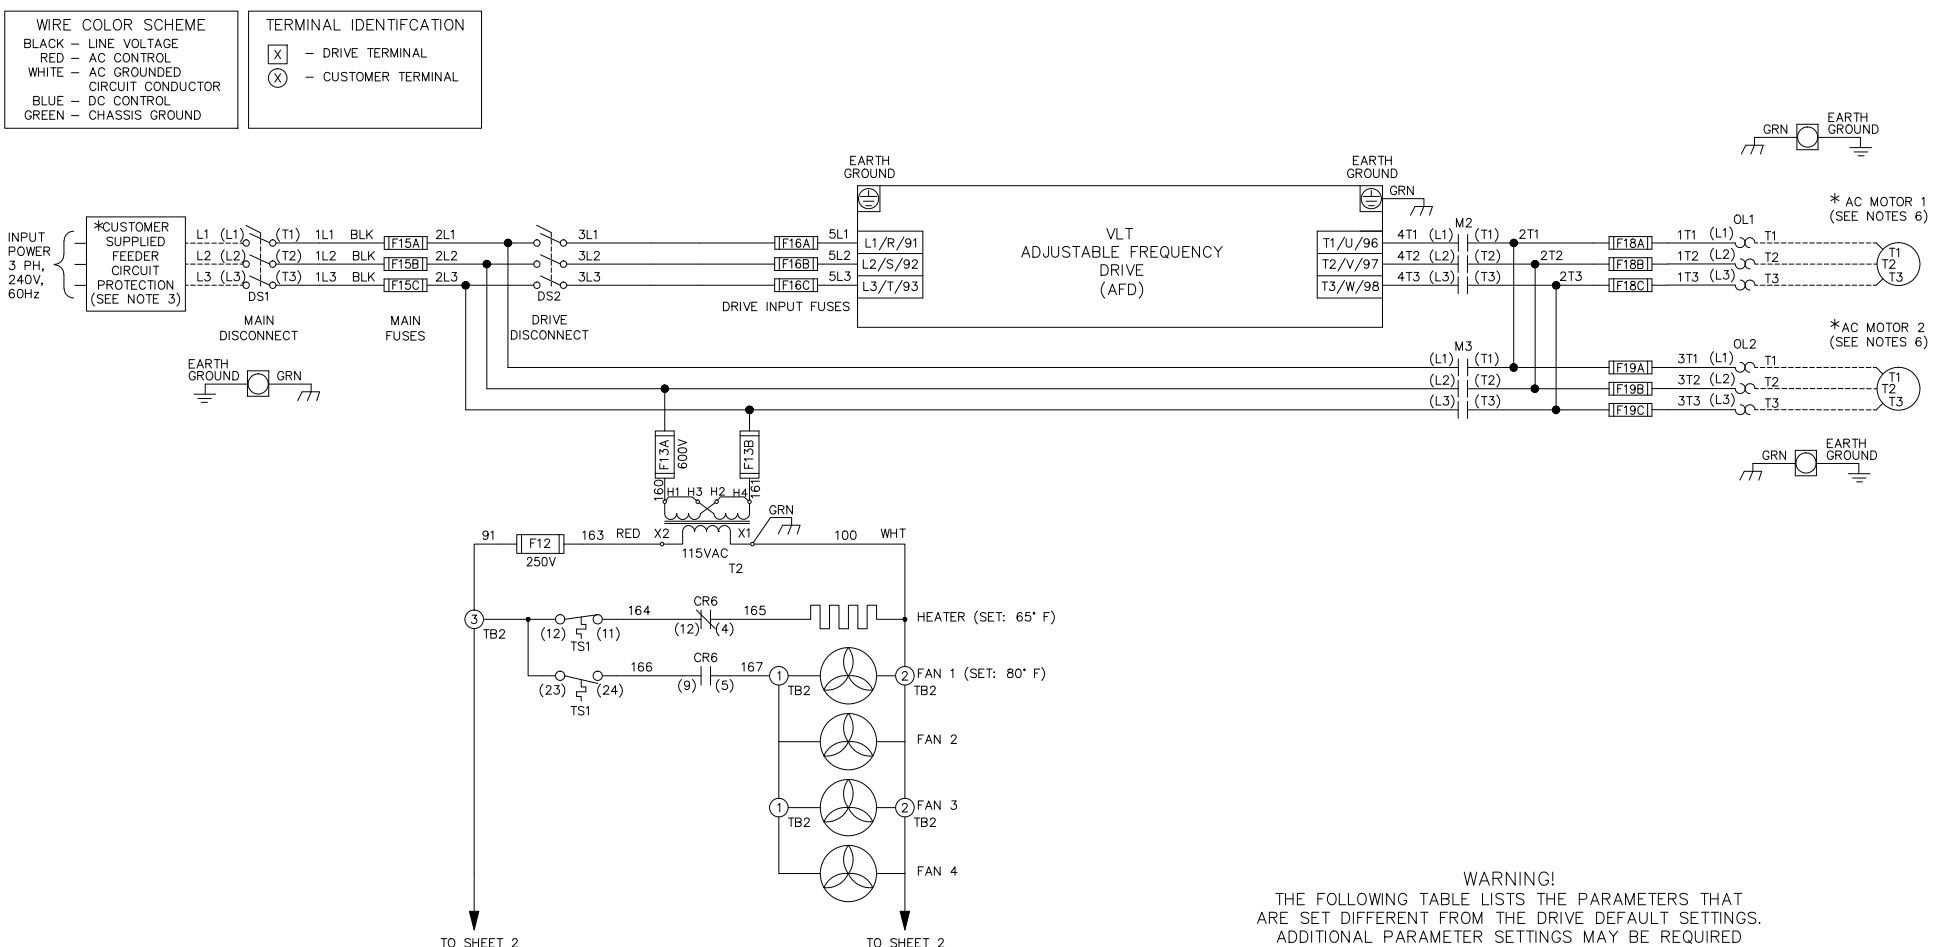 WIRE COLOR SCHEME
BLACK – LINE VOLTAGE
RED – AC CONTROL
WHITE – AC GROUNDED
CIRCUIT CONDUCTOR
BLUE – DC CONTROL
GREEN – CHASSIS GROUND
TERMINAL IDENTIFCATION
X – DRIVE TERMINAL
X – CUSTOMER TERMINAL
GRN EARTH
GROUND
INPUT
POWER
3 PH,
240V,
60Hz
*CUSTOMER
SUPPLIED
FEEDER
CIRCUIT
PROTECTION
(SEE NOTE 3)
L1 (L1) (T1) 1L1 BLK F15A 2L1
L2 (L2) (T2) 1L2 BLK F15B 2L2
L3 (L3) (T3) 1L3 BLK F15C 2L3
DS1
MAIN
DISCONNECT
MAIN
FUSES
3L1
3L2
3L3
DS2
DRIVE
DISCONNECT
F16A 5L1
F16B 5L2
F16C 5L3
DRIVE INPUT FUSES
EARTH
GROUND
L1/R/91
L2/S/92
L3/T/93
VLT
ADJUSTABLE FREQUENCY
DRIVE
(AFD)
EARTH
GROUND
GRN
T1/U/96
T2/V/97
T3/W/98
M2
4T1 (L1) (T1) 2T1
4T2 (L2) (T2) 2T2
4T3 (L3) (T3) 2T3
OL1
F18A 1T1 (L1) T1
F18B 1T2 (L2) T2
F18C 1T3 (L3) T3
* AC MOTOR 1
(SEE NOTES 6)
T1
T2
T3
M3
(L1) (T1)
(L2) (T2)
(L3) (T3)
OL2
F19A 3T1 (L1) T1
F19B 3T2 (L2) T2
F19C 3T3 (L3) T3
*AC MOTOR 2
(SEE NOTES 6)
T1
T2
T3
EARTH
GROUND GRN
GRN EARTH
GROUND
F13A
600V
F13B
160
161
H1 H3 H2 H4
GRN
91 F12 163 RED X2 X1 100 WHT
250V
115VAC
T2
3
TB2
(12) (11)
TS1
164
CR6
(12) (4)
165
HEATER (SET: 65° F)
(23) (24)
TS1
166
CR6
(9) (5)
167
1
TB2
2
TB2
FAN 1 (SET: 80° F)
FAN 2
1
TB2
2
TB2
FAN 3
FAN 4
TO SHEET 2
TO SHEET 2
WARNING!
THE FOLLOWING TABLE LISTS THE PARAMETERS THAT
ARE SET DIFFERENT FROM THE DRIVE DEFAULT SETTINGS.
ADDITIONAL PARAMETER SETTINGS MAY BE REQUIRED